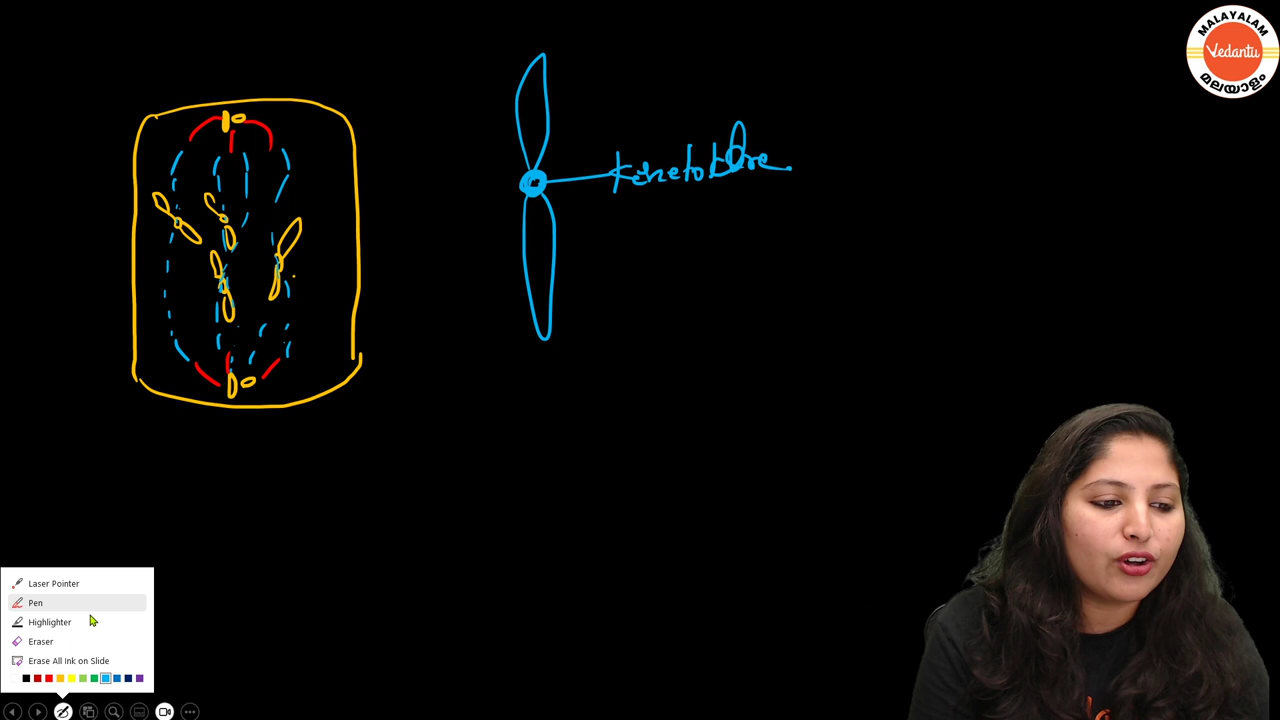 MALAYALAM
Vedantu
മലയാളം
kinetoChore
Laser Pointer
Pen
Highlighter
Eraser
Erase All Ink on Slide